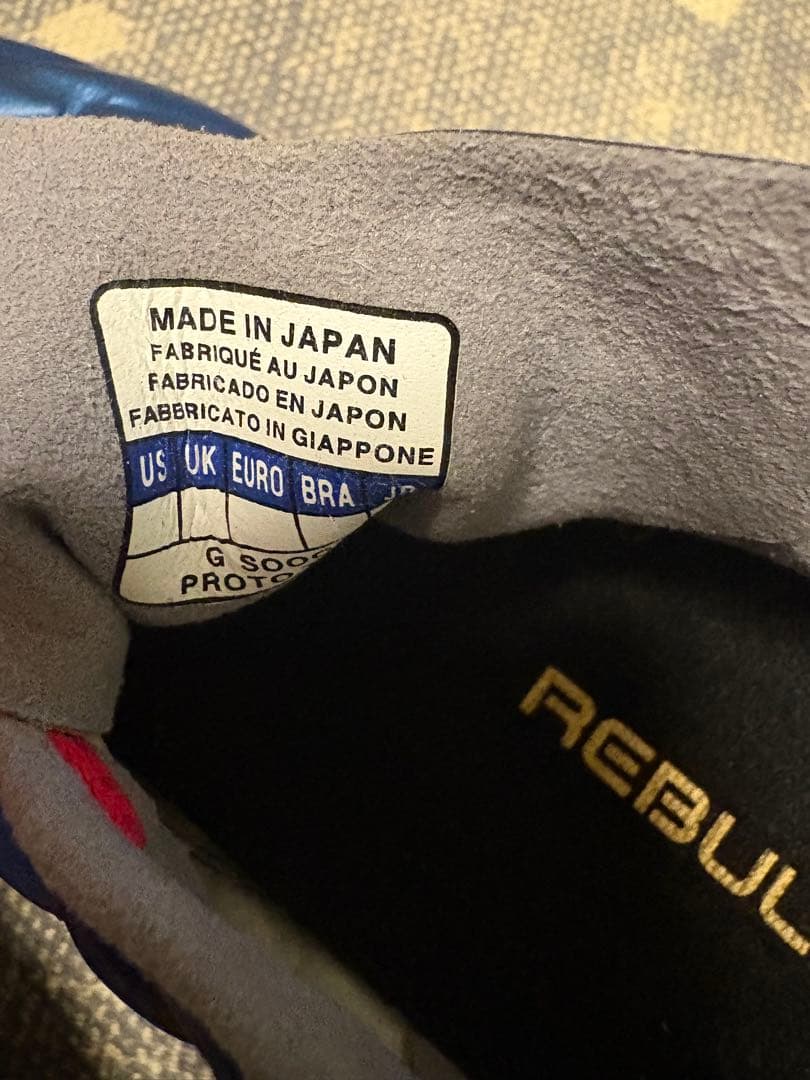 MADE IN JAPAN
FABRIQUÉ AU JAPON
FABRICADO EN JAPON
FABBRICATO IN GIAPPONE
US UK EURO BRA
G
REBUL